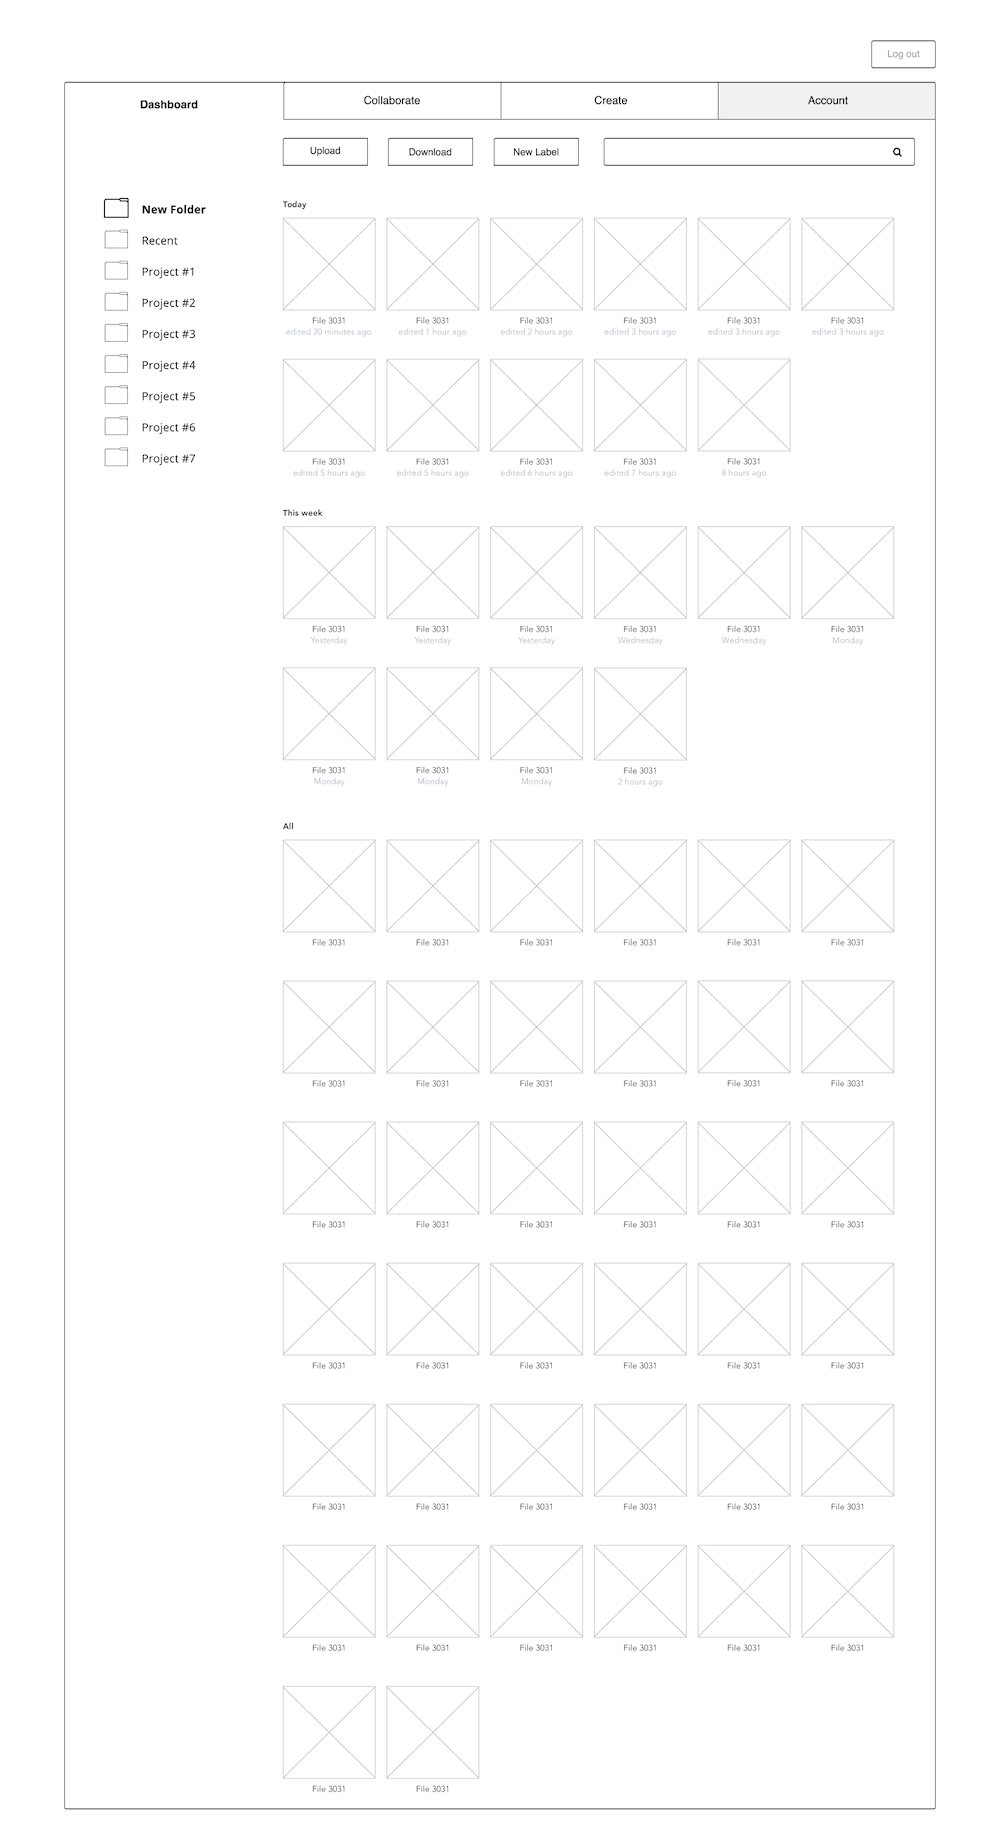 Log out
Dashboard
Collaborate
Create
Account
Upload
Download
New Label
New Folder
Recent
Project #1
Project #2
Project #3
Project #4
Project #5
Project #6
Project #7
Today
File 3031 File 3031 File 3031 File 3031 File 3031 File 3031
edited 20 minutes ago edited 1 hour ago edited 2 hours ago edited 3 hours ago edited 3 hours ago edited 3 hours ago
File 3031 File 3031 File 3031 File 3031 File 3031
edited 5 hours ago edited 5 hours ago edited 6 hours ago edited 7 hours ago 8 hours ago
This week
File 3031 File 3031 File 3031 File 3031 File 3031 File 3031
Yesterday Yesterday Yesterday Wednesday Wednesday Monday
File 3031 File 3031 File 3031 File 3031
Monday Monday Monday 2 hours ago
All
File 3031 File 3031 File 3031 File 3031 File 3031 File 3031
File 3031 File 3031 File 3031 File 3031 File 3031 File 3031
File 3031 File 3031 File 3031 File 3031 File 3031 File 3031
File 3031 File 3031 File 3031 File 3031 File 3031 File 3031
File 3031 File 3031 File 3031 File 3031 File 3031 File 3031
File 3031 File 3031 File 3031 File 3031 File 3031 File 3031
File 3031 File 3031